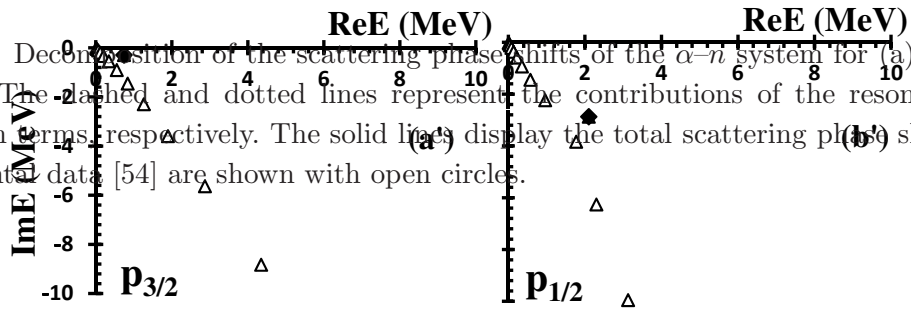 ReE (MeV) ReE (MeV)
Decomposition of the scattering phase shifts of the α–n system for (a)
0 2 4 6 8 10 0 2 4 6 8 10
The dashed and dotted lines represent the contributions of the reson
-2
n terms, respectively. The solid lines display the total scattering phase s
(a') (b')
-4
ntal data [54] are shown with open circles.
-6
ImE (MeV)
-8
p3/2 p1/2
-10